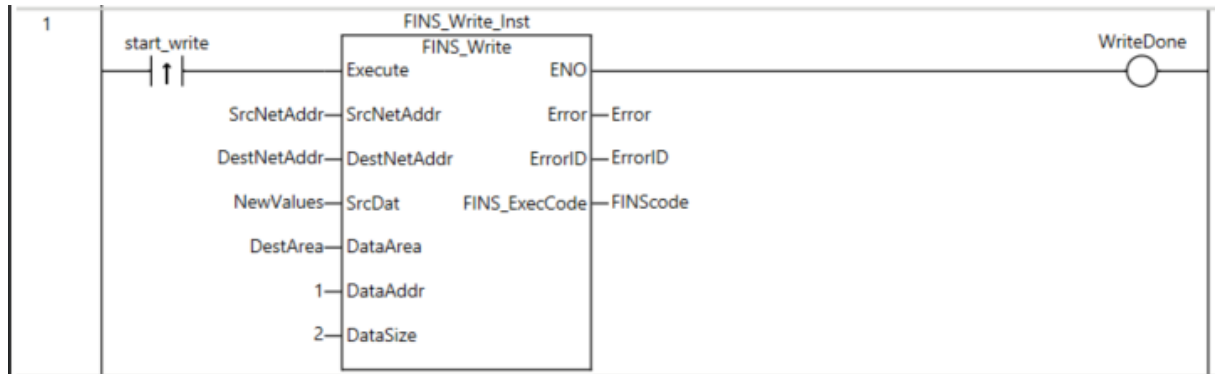 1
FINS_Write_Inst
start_write
FINS_Write
WriteDone
Execute ENO
SrcNetAddr SrcNetAddr Error Error
DestNetAddr DestNetAddr ErrorID ErrorID
NewValues SrcDat FINS_ExecCode FINScode
DestArea DataArea
1 DataAddr
2 DataSize